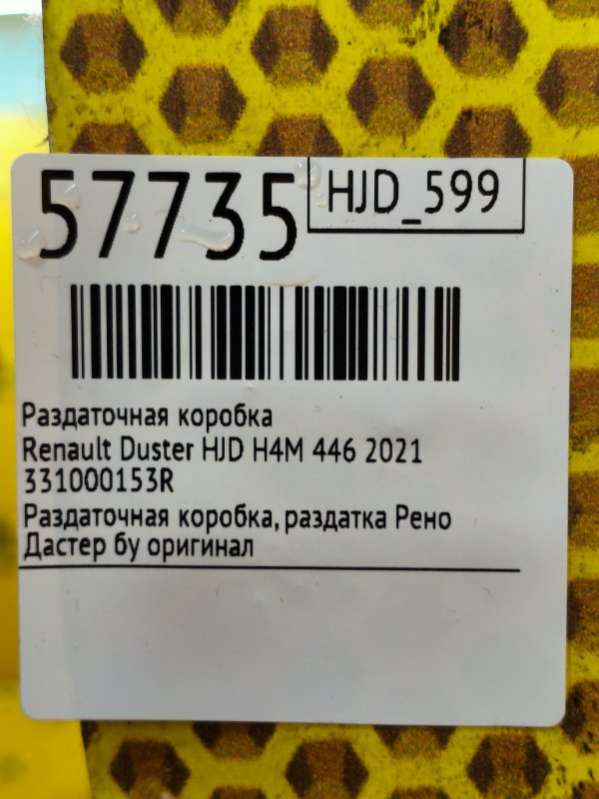 57735
HJD_599
Раздаточная коробка
Renault Duster HJD H4M 446 2021
331000153R
Раздаточная коробка, раздатка Рено
Дастер бу оригинал